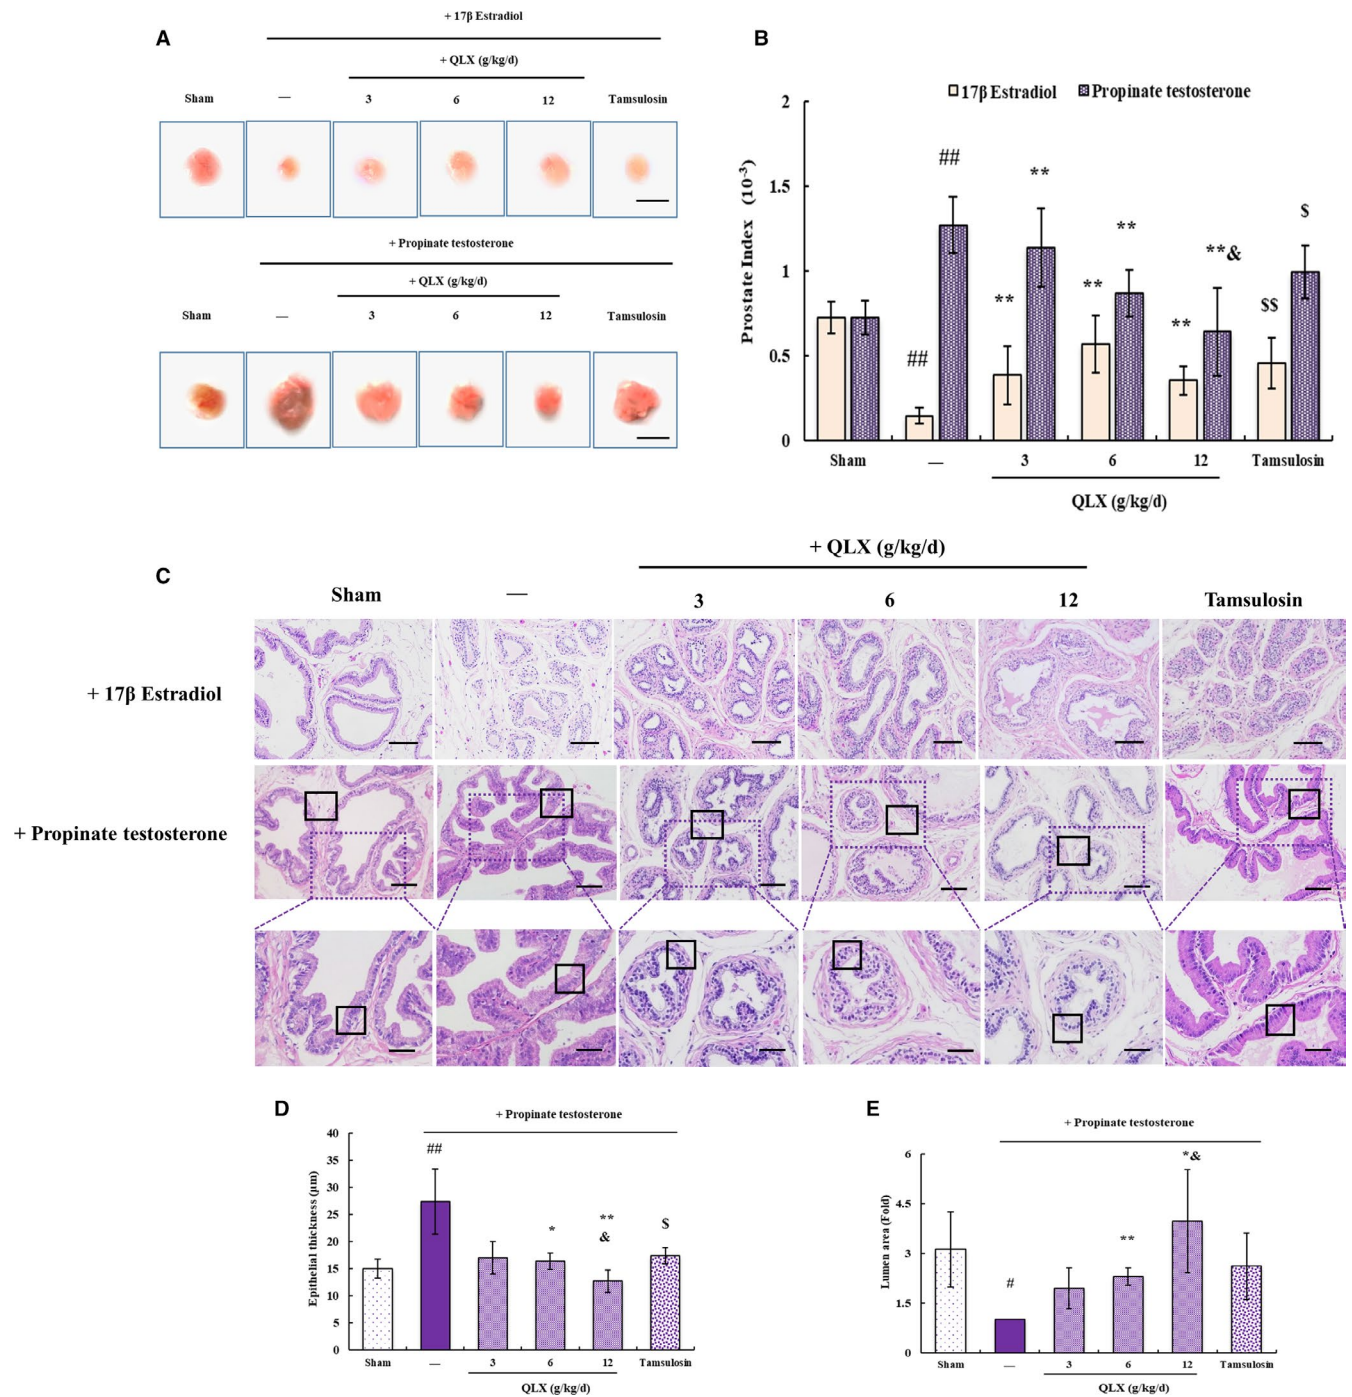 A
+ 17β Estradiol
+ QLX (g/kg/d)
Sham — 3 6 12 Tamsulosin
+ Propinate testosterone
+ QLX (g/kg/d)
Sham — 3 6 12 Tamsulosin
B
17β Estradiol Propinate testosterone
Prostate Index (10⁻³)
2
1.5
1
0.5
0
## ## ** ** ** ** ** **& $$ $
Sham — 3 6 12 Tamsulosin
QLX (g/kg/d)
C
+ QLX (g/kg/d)
Sham — 3 6 12 Tamsulosin
+ 17β Estradiol
+ Propinate testosterone
D
+ Propinate testosterone
Epithelial thickness (μm)
40
35
30
25
20
15
10
5
0
## * ** & $
Sham — 3 6 12 Tamsulosin
QLX (g/kg/d)
E
+ Propinate testosterone
Lumen area (Fold)
6
4.5
3
1.5
0
# ** *&
Sham — 3 6 12 Tamsulosin
QLX (g/kg/d)